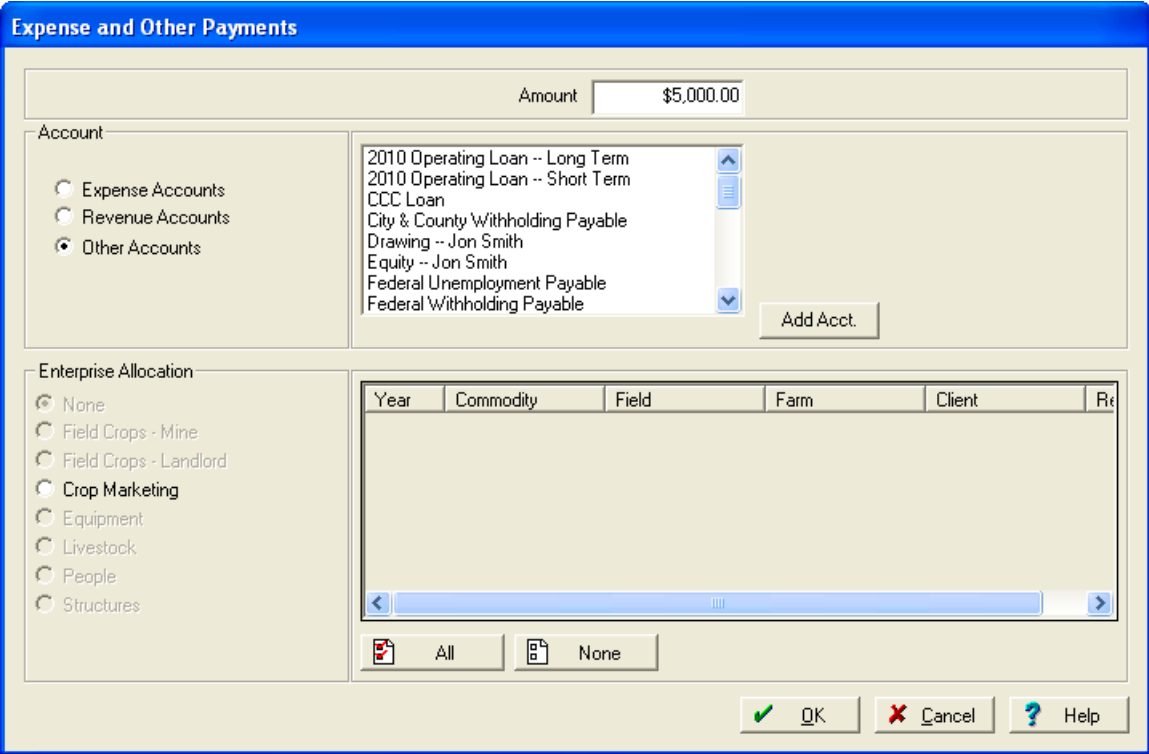 Expense and Other Payments
Amount $5,000.00
Account
Expense Accounts
Revenue Accounts
Other Accounts
2010 Operating Loan -- Long Term
2010 Operating Loan -- Short Term
CCC Loan
City & County Withholding Payable
Drawing -- Jon Smith
Equity -- Jon Smith
Federal Unemployment Payable
Federal Withholding Payable
Add Acct.
Enterprise Allocation
None
Field Crops - Mine
Field Crops - Landlord
Crop Marketing
Equipment
Livestock
People
Structures
Year Commodity Field Farm Client Re
All None
OK Cancel Help